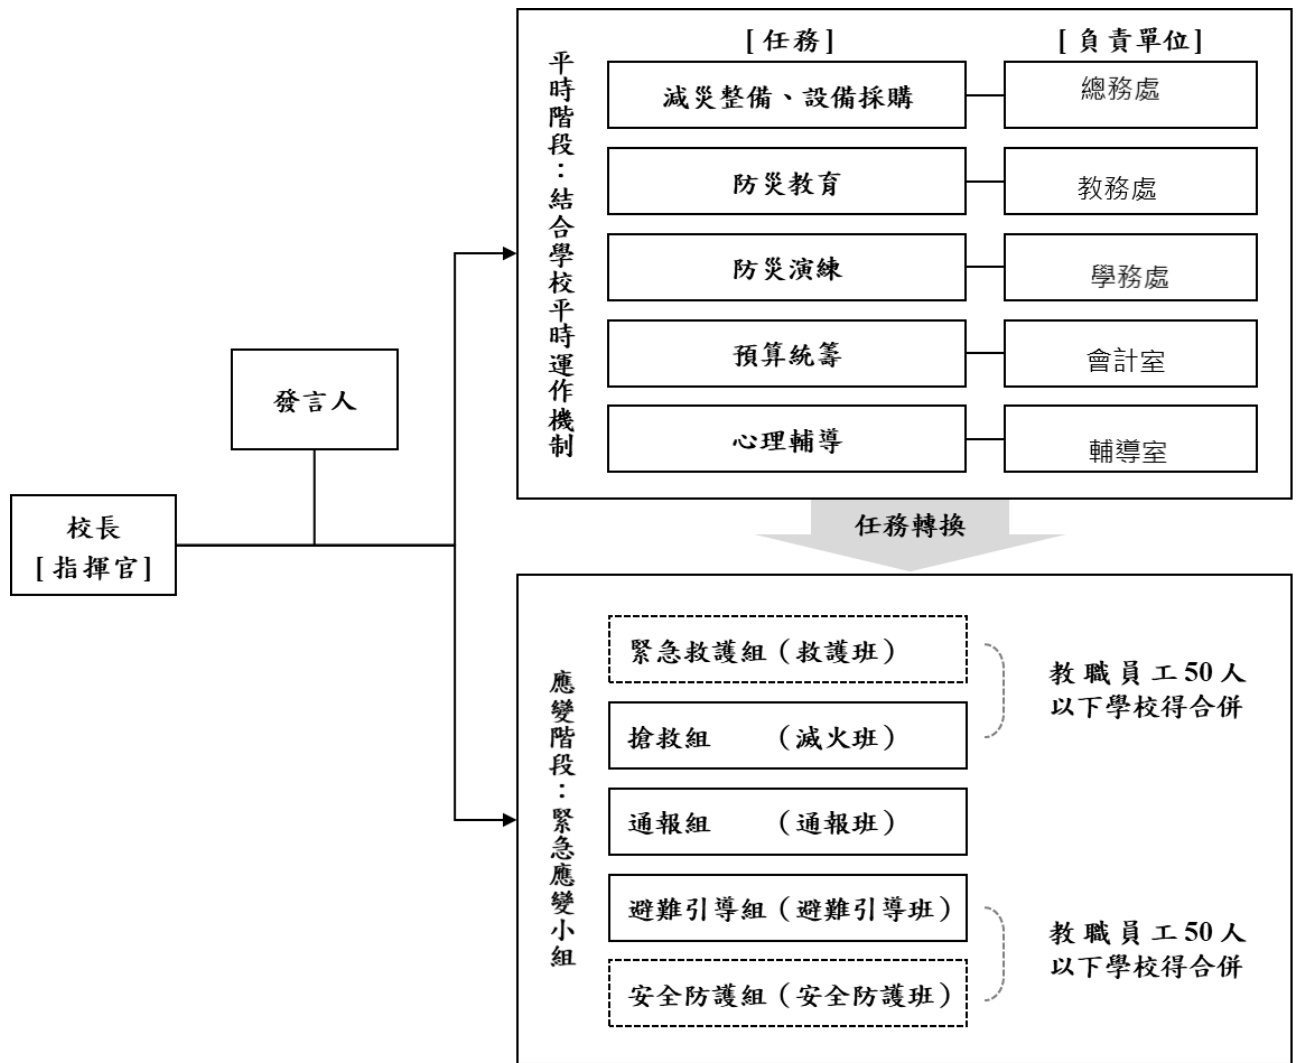 校長
[指揮官]
發言人
平時階段：結合學校平時運作機制
[任務]
[負責單位]
減災整備、設備採購
總務處
防災教育
教務處
防災演練
學務處
預算統籌
會計室
心理輔導
輔導室
任務轉換
應變階段：緊急應變小組
緊急救護組（救護班）
搶救組　　（滅火班）
教職員工50人
以下學校得合併
通報組　　（通報班）
避難引導組（避難引導班）
安全防護組（安全防護班）
教職員工50人
以下學校得合併